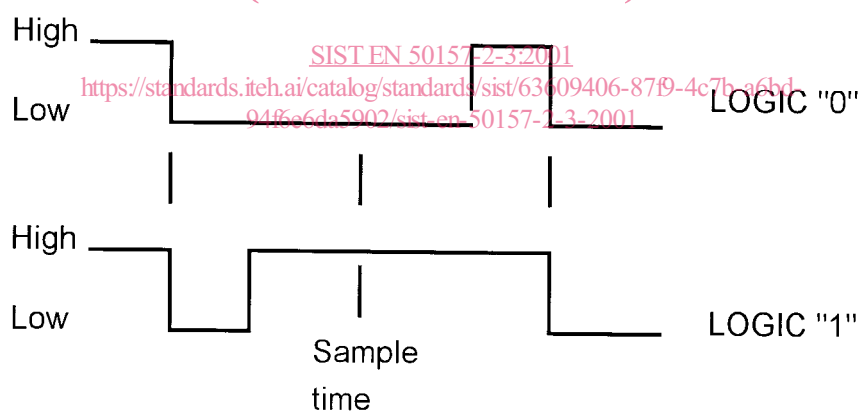 High
SIST EN 50157-2-3:2001
https://standards.iteh.ai/catalog/standards/sist/63609406-87f9-4c7b-a6bd-
Low
LOGIC "0"
94f6e6da5902/sist-en-50157-2-3-2001
High
Low
LOGIC "1"
Sample
time